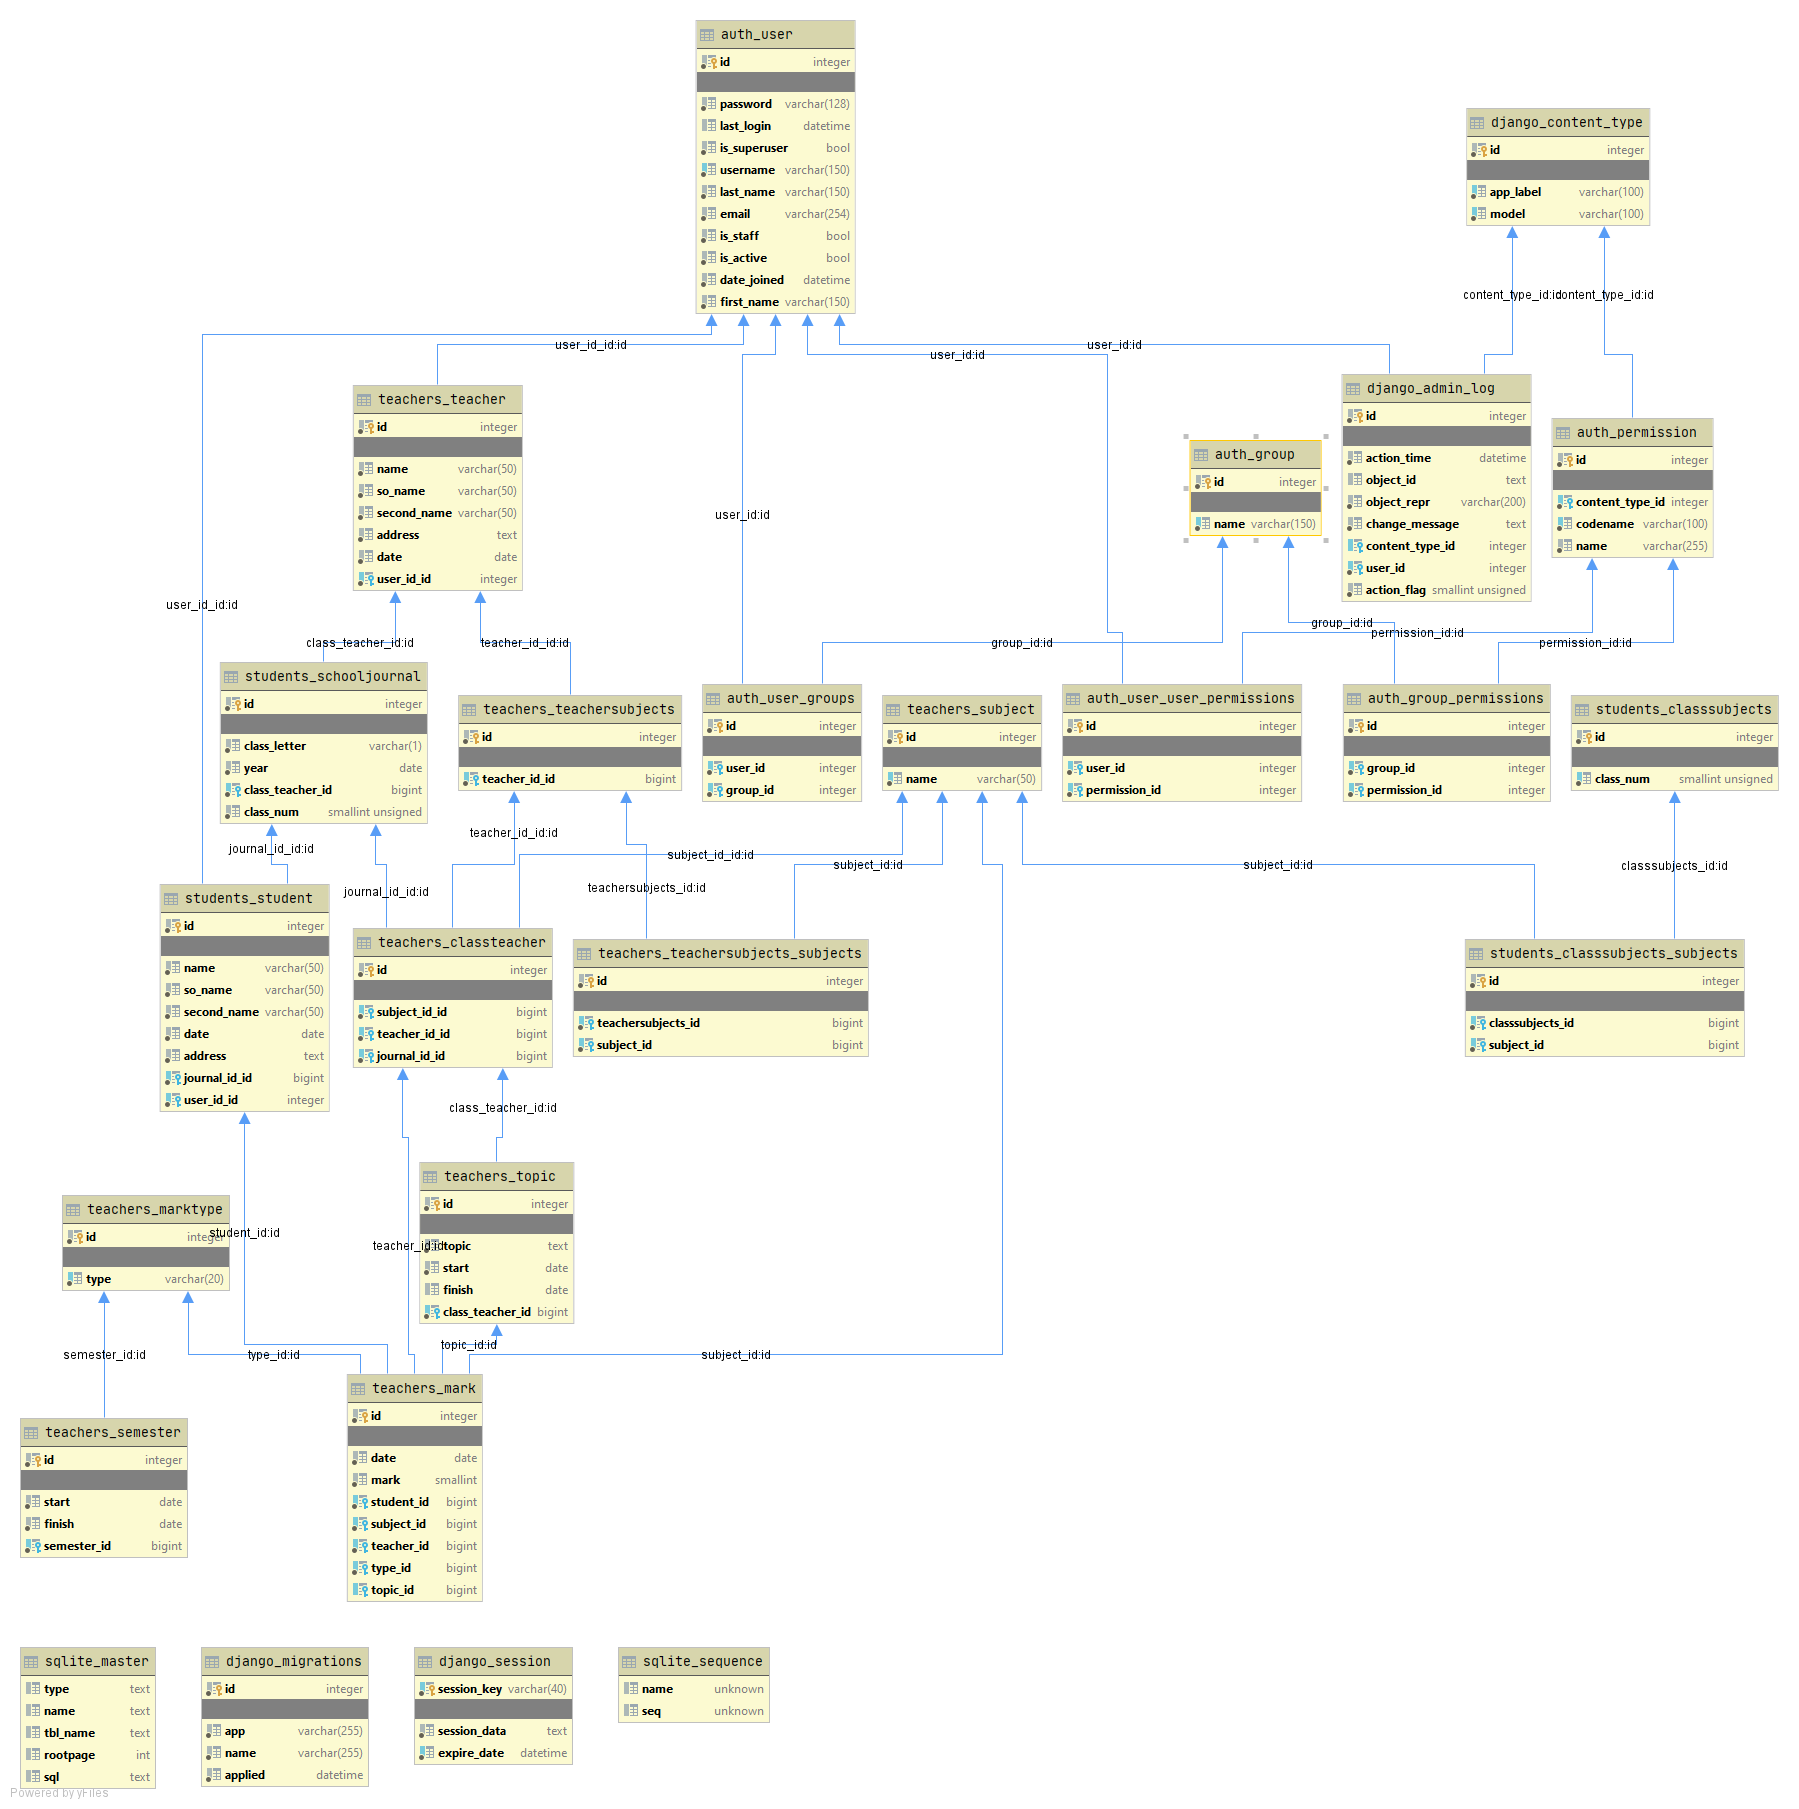 auth_user
id integer
password varchar(128)
last_login datetime
is_superuser bool
username varchar(150)
last_name varchar(150)
email varchar(254)
is_staff bool
is_active bool
date_joined datetime
first_name varchar(150)
django_content_type
id integer
app_label varchar(100)
model varchar(100)
content_type_id:id
content_type_id:id
user_id_id:id
user_id:id
user_id:id
teachers_teacher
id integer
name varchar(50)
so_name varchar(50)
second_name varchar(50)
address text
date date
user_id_id integer
django_admin_log
id integer
action_time datetime
object_id text
object_repr varchar(200)
change_message text
content_type_id integer
user_id integer
action_flag smallint unsigned
auth_permission
id integer
content_type_id integer
codename varchar(100)
name varchar(255)
auth_group
id integer
name varchar(150)
user_id:id
user_id_id:id
class_teacher_id:id
teacher_id_id:id
group_id:id
group_id:id
permission_id:id
permission_id:id
students_schooljournal
id integer
class_letter varchar(1)
year date
class_teacher_id bigint
class_num smallint unsigned
teachers_teachersubjects
id integer
teacher_id_id bigint
auth_user_groups
id integer
user_id integer
group_id integer
teachers_subject
id integer
name varchar(50)
auth_user_user_permissions
id integer
user_id integer
permission_id integer
auth_group_permissions
id integer
group_id integer
permission_id integer
students_classsubjects
id integer
class_num smallint unsigned
journal_id_id:id
teacher_id_id:id
subject_id_id:id
subject_id:id
subject_id:id
classsubjects_id:id
journal_id_id:id
teachersubjects_id:id
students_student
id integer
name varchar(50)
so_name varchar(50)
second_name varchar(50)
date date
address text
journal_id_id bigint
user_id_id integer
teachers_classteacher
id integer
subject_id_id bigint
teacher_id_id bigint
journal_id_id bigint
teachers_teachersubjects_subjects
id integer
teachersubjects_id bigint
subject_id bigint
students_classsubjects_subjects
id integer
classsubjects_id bigint
subject_id bigint
class_teacher_id:id
teachers_topic
id integer
topic text
start date
finish date
class_teacher_id bigint
teachers_marktype
id integer
type varchar(20)
student_id:id
teacher_id:id
semester_id:id
type_id:id
topic_id:id
subject_id:id
teachers_mark
id integer
date date
mark smallint
student_id bigint
subject_id bigint
teacher_id bigint
type_id bigint
topic_id bigint
teachers_semester
id integer
start date
finish date
semester_id bigint
sqlite_master
type text
name text
tbl_name text
rootpage int
sql text
django_migrations
id integer
app varchar(255)
name varchar(255)
applied datetime
django_session
session_key varchar(40)
session_data text
expire_date datetime
sqlite_sequence
name unknown
seq unknown
Powered by yFiles